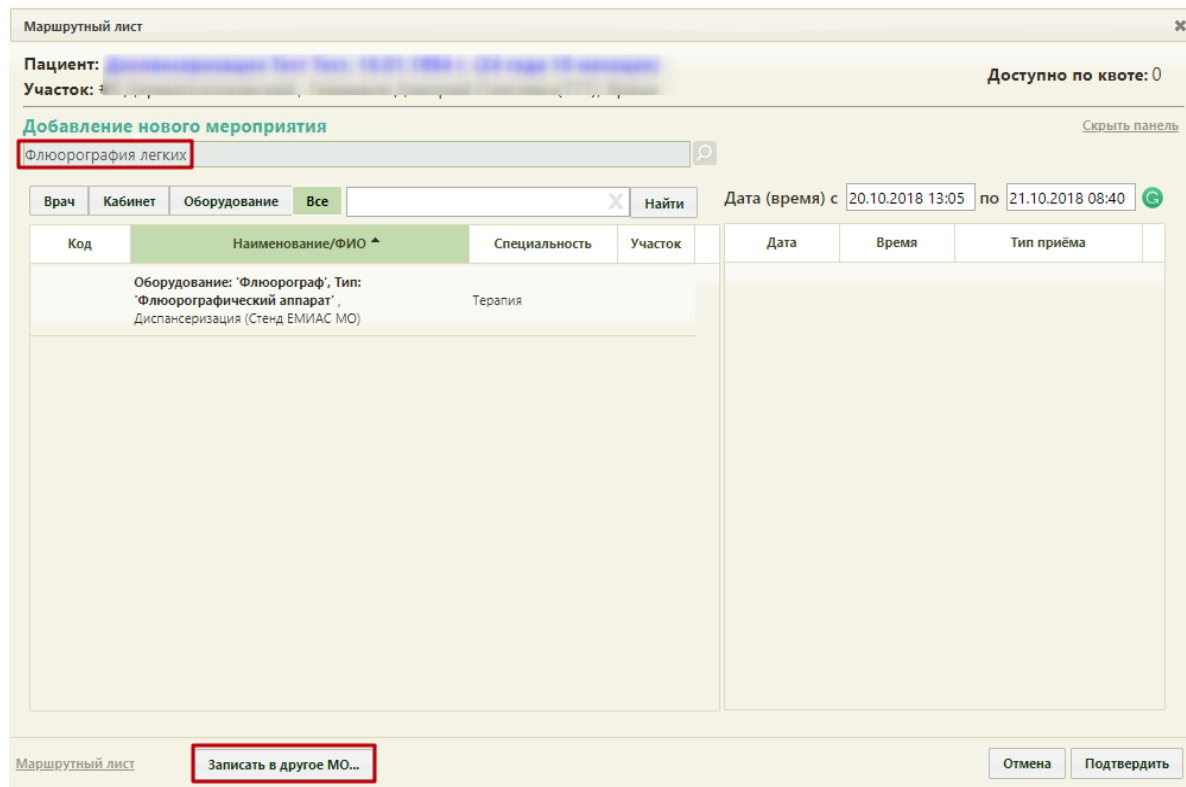 Маршрутный лист
Пациент:
Участок:
Доступно по квоте: 0
Добавление нового мероприятия
Скрыть панель
Флюорография легких
Врач Кабинет Оборудование Все Найти
Дата (время) с 20.10.2018 13:05 по 21.10.2018 08:40
Код Наименование/ФИО Специальность Участок
Дата Время Тип приёма
Оборудование: 'Флюорограф', Тип:
'Флюорографический аппарат' ,
Диспансеризация (Стенд ЕМИАС МО)
Терапия
Маршрутный лист
Записать в другое МО...
Отмена Подтвердить